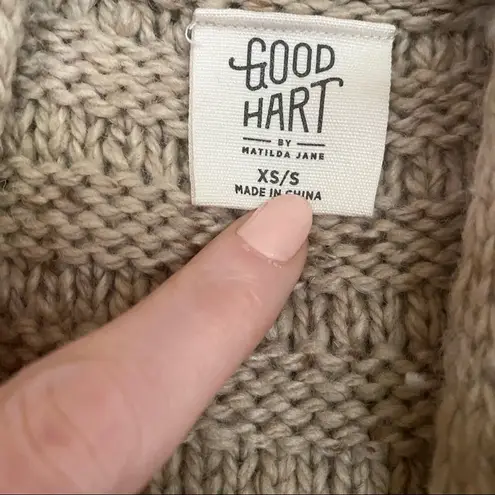 GOOD
HART
BY
MATILDA JANE
XS/S
MADE IN CHINA